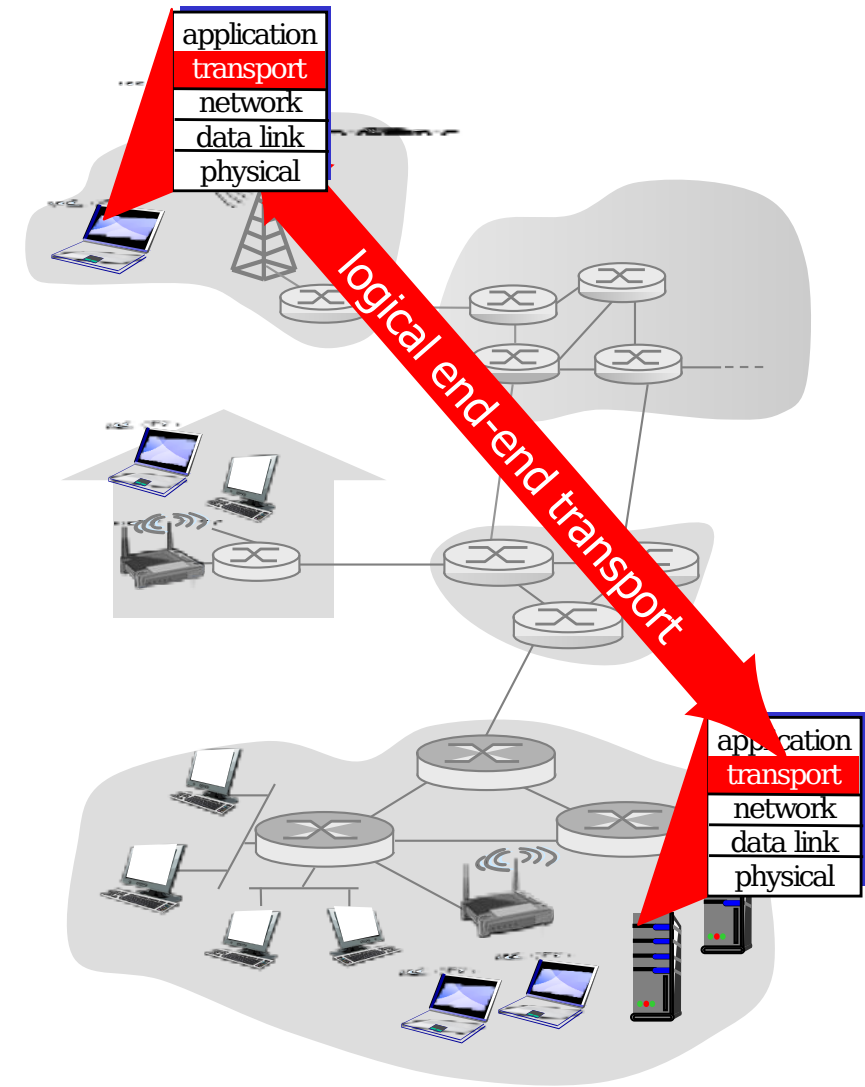 application
transport
network
data link
physical
logical end-end transport
application
transport
network
data link
physical